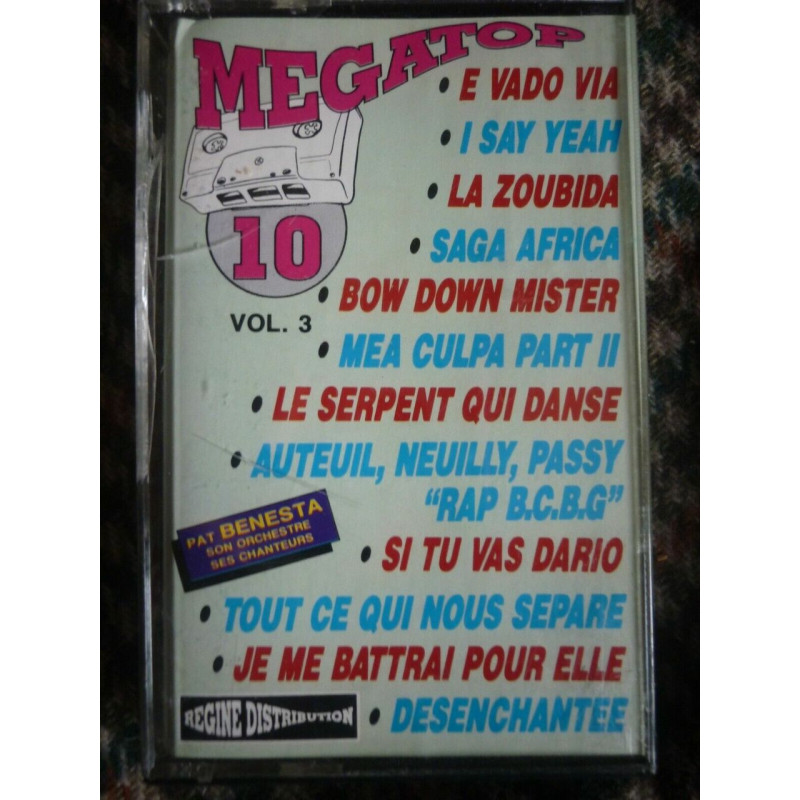 MEGATOP
10
VOL. 3
• E VADO VIA
• I SAY YEAH
• LA ZOUBIDA
• SAGA AFRICA
• BOW DOWN MISTER
• MEA CULPA PART II
• LE SERPENT QUI DANSE
• AUTEUIL, NEUILLY, PASSY
"RAP B.C.B.G"
• SI TU VAS DARIO
• TOUT CE QUI NOUS SEPARE
• JE ME BATTRAI POUR ELLE
• DESENCHANTEE
PAT BENESTA
SON ORCHESTRE
SES CHANTEURS
REGINE DISTRIBUTION